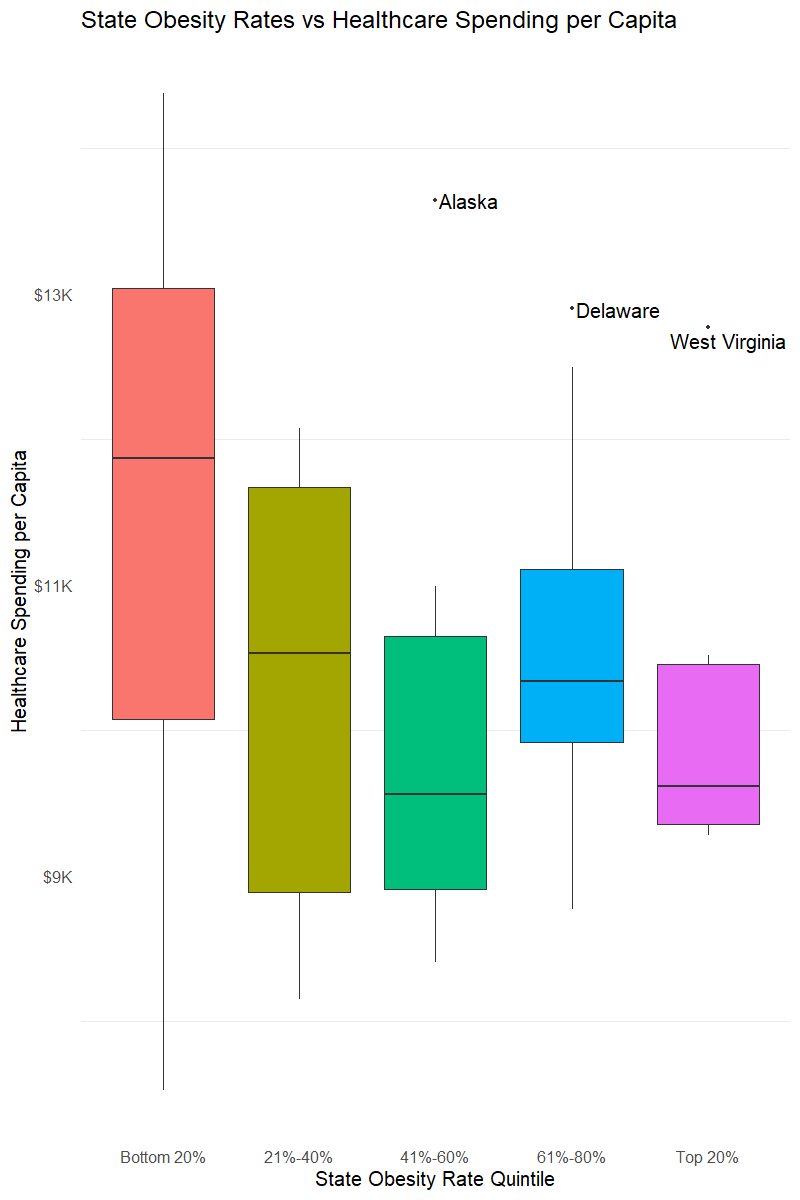 State Obesity Rates vs Healthcare Spending per Capita
Alaska
$13K
Delaware
West Virginia
Healthcare Spending per Capita
$11K
$9K
Bottom 20%
21%-40%
41%-60%
61%-80%
Top 20%
State Obesity Rate Quintile